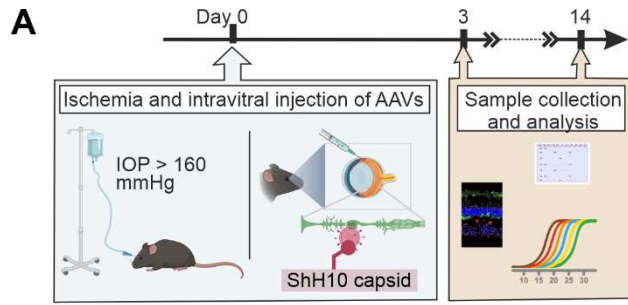 A
Day 0
3
14
Ischemia and intravitral injection of AAVs
IOP > 160
mmHg
ShH10 capsid
Sample collection
and analysis
10 15 20 25 30